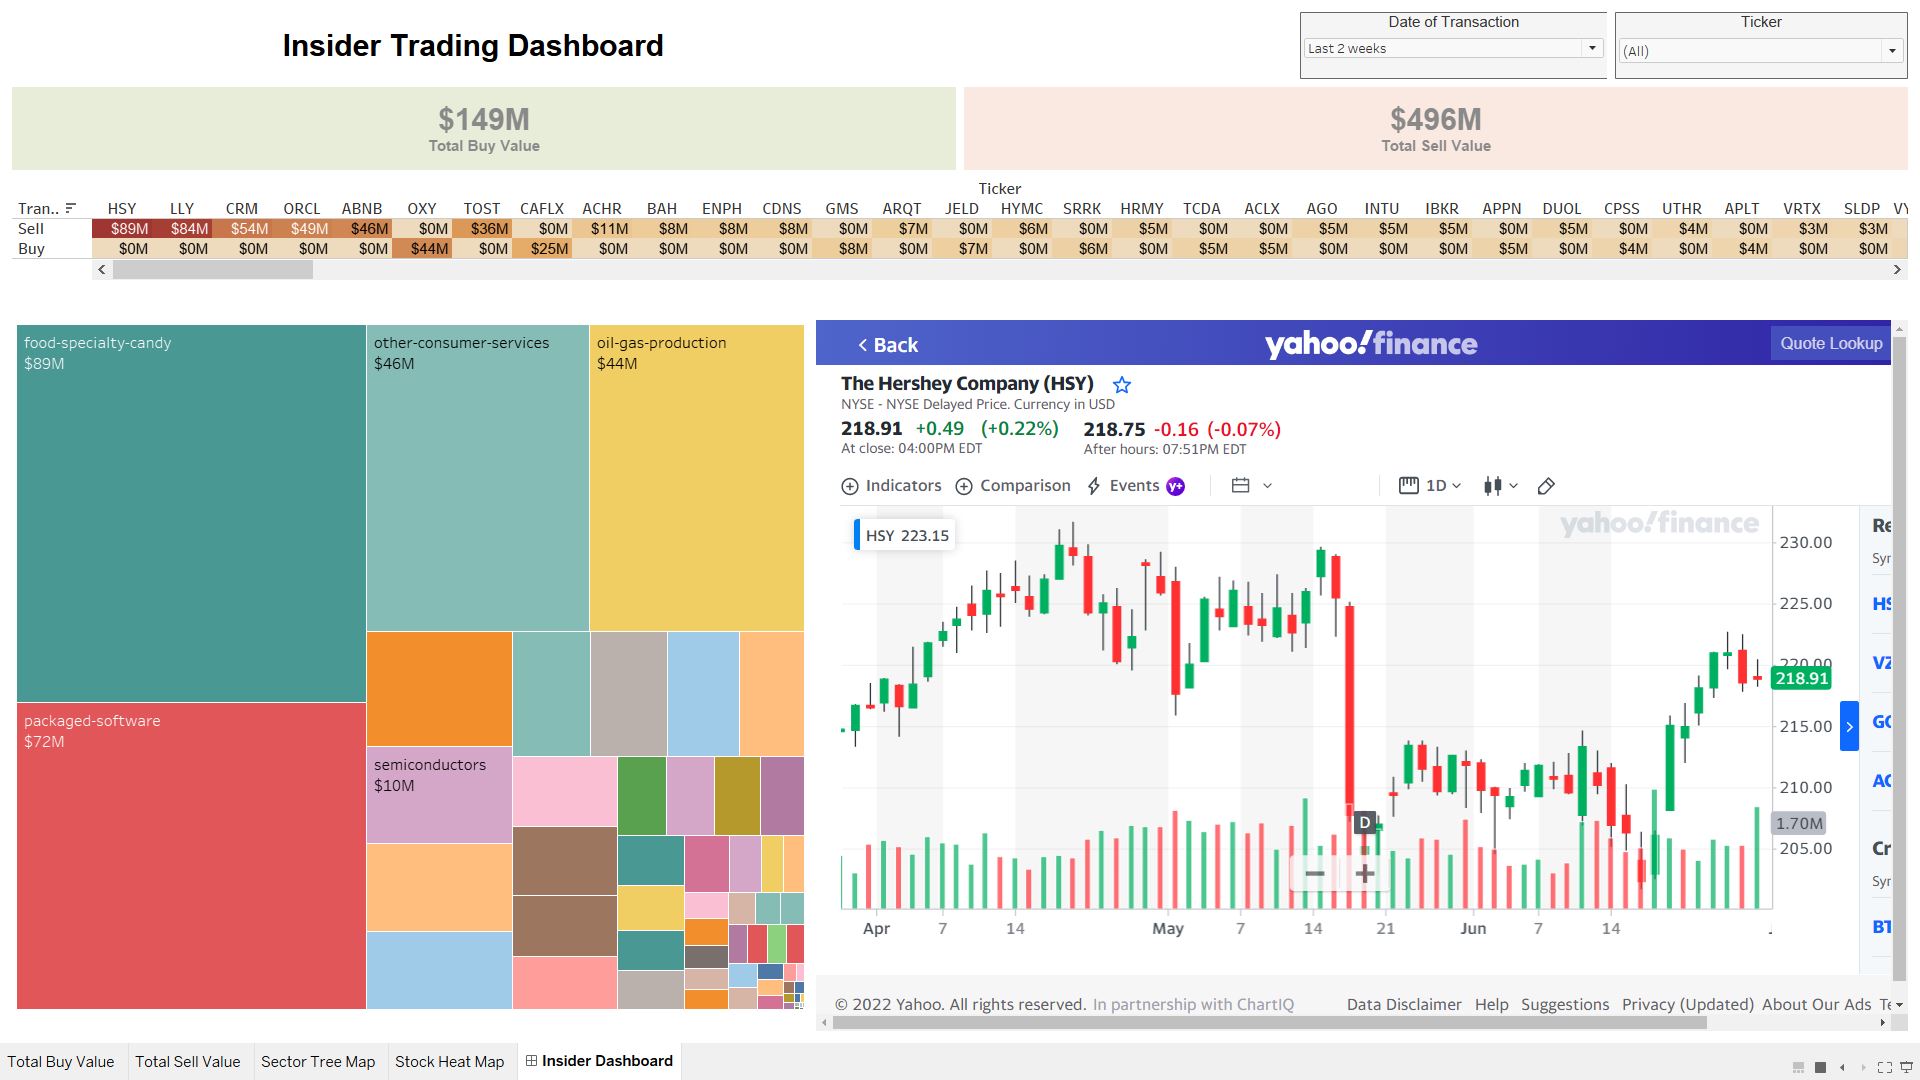 Insider Trading Dashboard
Date of Transaction
Last 2 weeks
Ticker
(All)
$149M
Total Buy Value
$496M
Total Sell Value
Ticker
Tran.. HSY LLY CRM ORCL ABNB OXY TOST CAFLX ACHR BAH ENPH CDNS GMS ARQT JELD HYMC SRRK HRMY TCDA ACLX AGO INTU IBKR APPN DUOL CPSS UTHR APLT VRTX SLDP VY
Sell $89M $84M $54M $49M $46M $0M $36M $0M $11M $8M $8M $8M $0M $7M $0M $6M $0M $5M $0M $0M $5M $5M $5M $0M $5M $0M $4M $0M $3M $3M
Buy $0M $0M $0M $0M $0M $44M $0M $25M $0M $0M $0M $0M $8M $0M $7M $0M $6M $0M $5M $5M $0M $0M $0M $5M $0M $4M $0M $4M $0M $0M
food-specialty-candy
$89M
other-consumer-services
$46M
oil-gas-production
$44M
packaged-software
$72M
semiconductors
$10M
Back
yahoo!finance
Quote Lookup
The Hershey Company (HSY)
NYSE - NYSE Delayed Price. Currency in USD
218.91 +0.49 (+0.22%) 218.75 -0.16 (-0.07%)
At close: 04:00PM EDT After hours: 07:51PM EDT
Indicators Comparison Events y+ 1D
HSY 223.15
yahoo!finance
230.00
225.00
220.00
218.91
215.00
210.00
1.70M
205.00
D
Apr 7 14 May 7 14 21 Jun 7 14
Re
Syr
HS
VZ
GO
AC
Cr
Syr
BT
© 2022 Yahoo. All rights reserved. In partnership with ChartIQ Data Disclaimer Help Suggestions Privacy (Updated) About Our Ads Te
Total Buy Value Total Sell Value Sector Tree Map Stock Heat Map Insider Dashboard